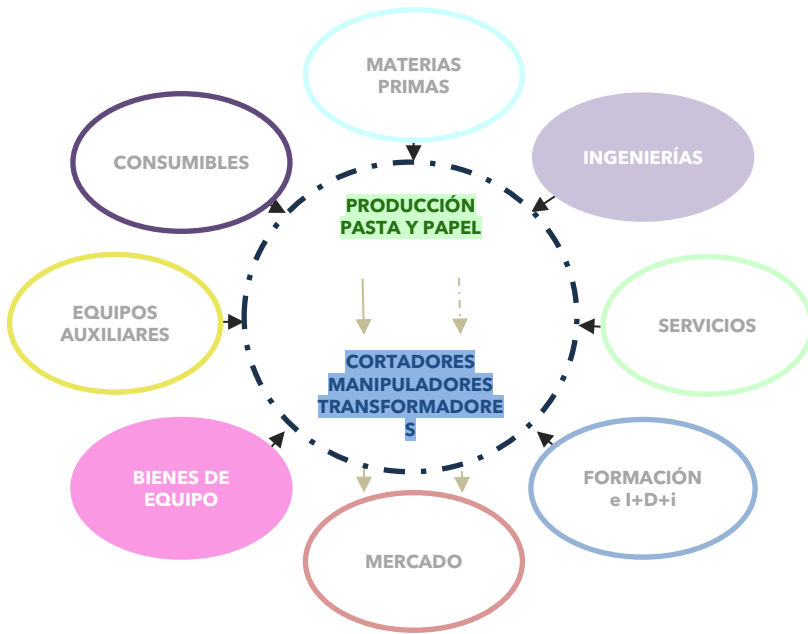 MATERIAS
PRIMAS
CONSUMIBLES
INGENIERÍAS
PRODUCCIÓN
PASTA Y PAPEL
EQUIPOS
AUXILIARES
SERVICIOS
CORTADORES
MANIPULADORES
TRANSFORMADORE
S
BIENES DE
EQUIPO
FORMACIÓN
e I+D+i
MERCADO